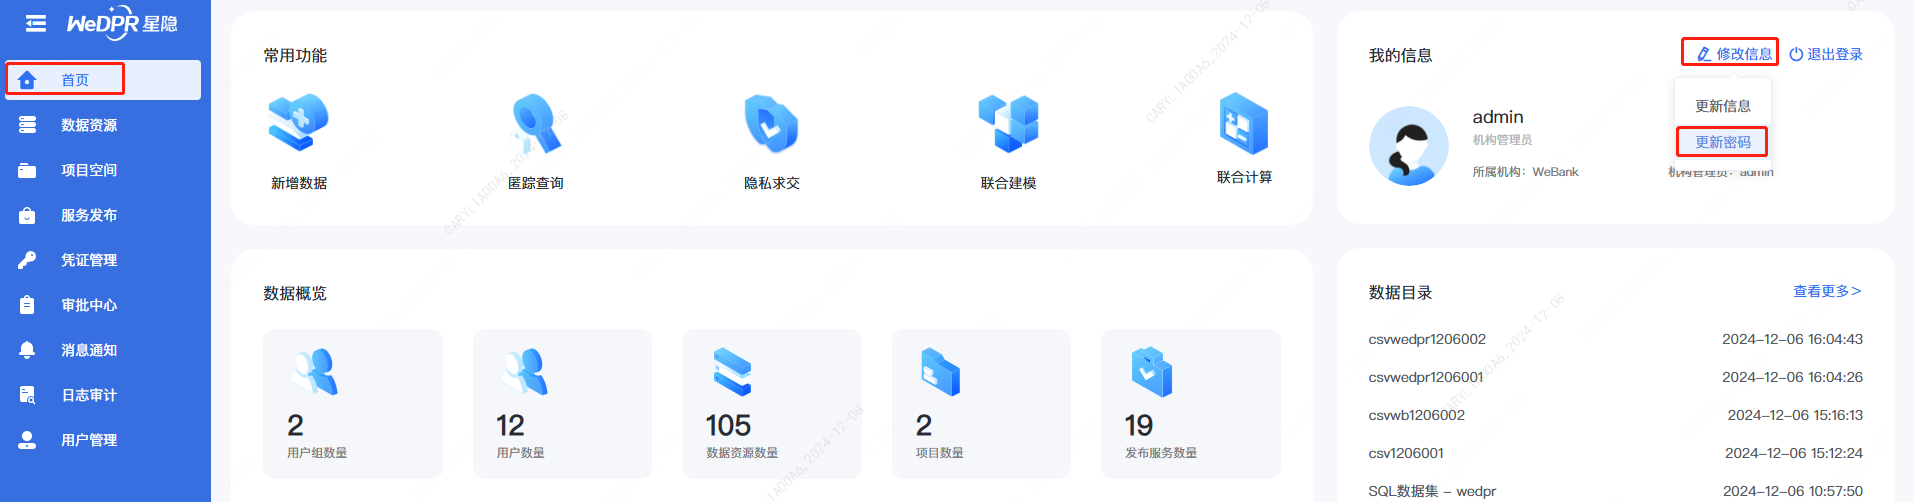 WeDPR 星隐
首页
数据资源
项目空间
服务发布
凭证管理
审批中心
消息通知
日志审计
用户管理
常用功能
新增数据
匿踪查询
隐私求交
联合建模
联合计算
我的信息
修改信息
退出登录
更新信息
更新密码
admin
机构管理员
所属机构：WeBank
机构管理员：admin
数据概览
2
用户组数量
12
用户数量
105
数据资源数量
2
项目数量
19
发布服务数量
数据目录
查看更多>
csvwedpr1206002 2024-12-06 16:04:43
csvwedpr1206001 2024-12-06 16:04:26
csvwb1206002 2024-12-06 15:16:13
csv1206001 2024-12-06 15:12:24
SQL数据集 - wedpr 2024-12-06 10:57:50